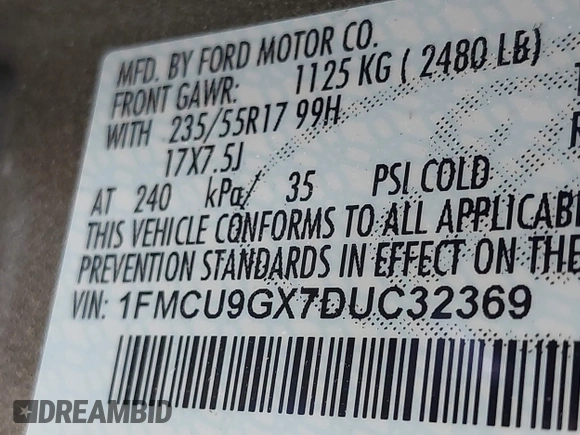 MFD. BY FORD MOTOR CO.
FRONT GAWR: 1125 KG ( 2480 LB)
WITH 235/55R17 99H
17X7.5J
AT 240 kPa/ 35 PSI COLD
THIS VEHICLE CONFORMS TO ALL APPLICAB
PREVENTION STANDARDS IN EFFECT ON THE
VIN: 1FMCU9GX7DUC32369
DREAMBID